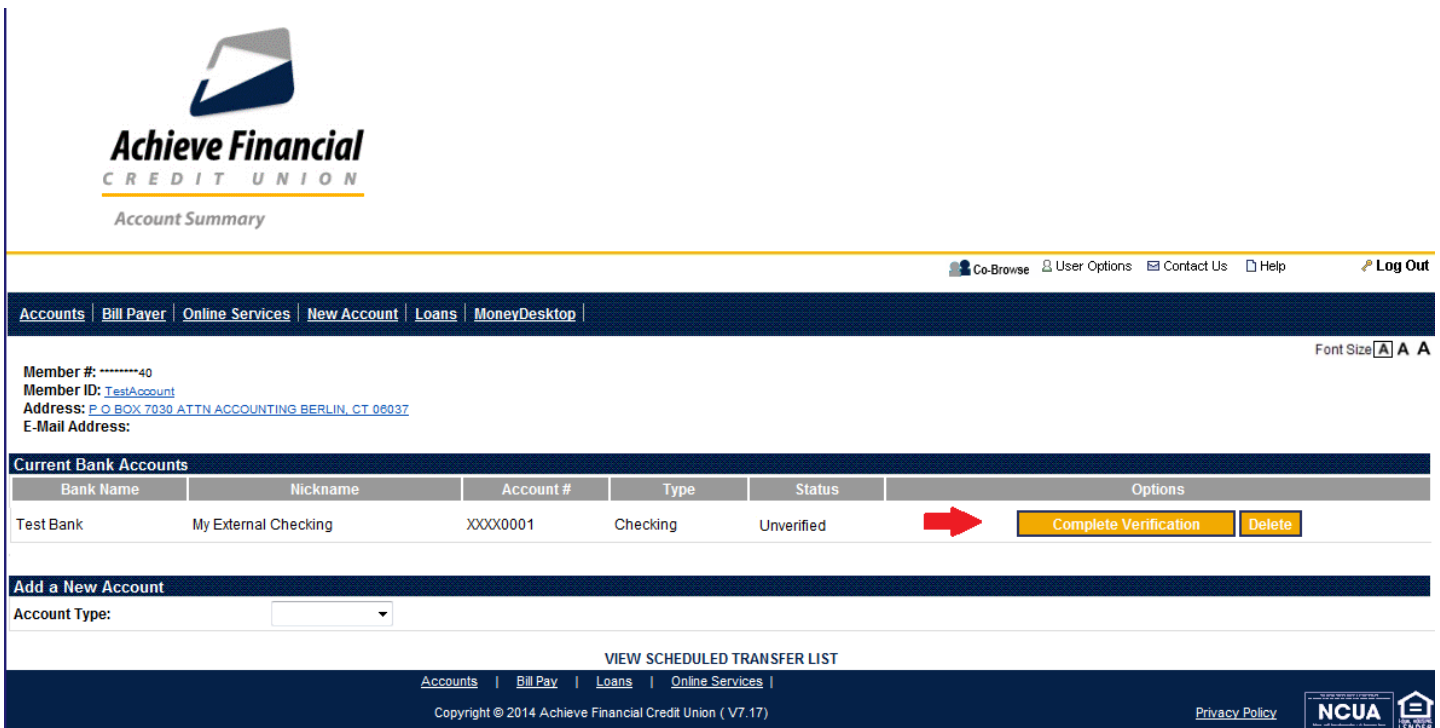 Achieve Financial
CREDIT UNION
Account Summary
Co-Browse User Options Contact Us Help Log Out
Accounts | Bill Payer | Online Services | New Account | Loans | MoneyDesktop |
Font Size A A A
Member #: ********40
Member ID: TestAccount
Address: P O BOX 7030 ATTN ACCOUNTING BERLIN, CT 06037
E-Mail Address:
Current Bank Accounts
Bank Name Nickname Account # Type Status Options
Test Bank My External Checking XXXX0001 Checking Unverified Complete Verification Delete
Add a New Account
Account Type:
VIEW SCHEDULED TRANSFER LIST
Accounts | Bill Pay | Loans | Online Services |
Copyright © 2014 Achieve Financial Credit Union ( V7.17) Privacy Policy NCUA